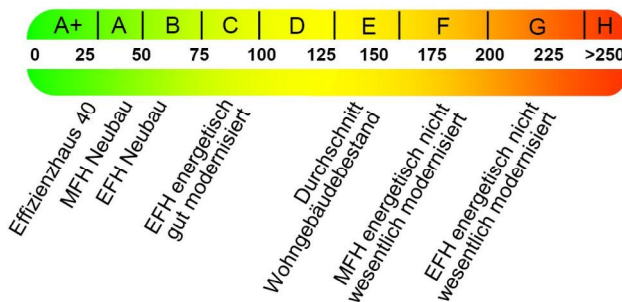 A+ A B C D E F G H
0 25 50 75 100 125 150 175 200 225 >250
Effizienzhaus 40
MFH Neubau
EFH Neubau
EFH energetisch
gut modernisiert
Durchschnitt
Wohngebäudebestand
MFH energetisch nicht
wesentlich modernisiert
EFH energetisch nicht
wesentlich modernisiert